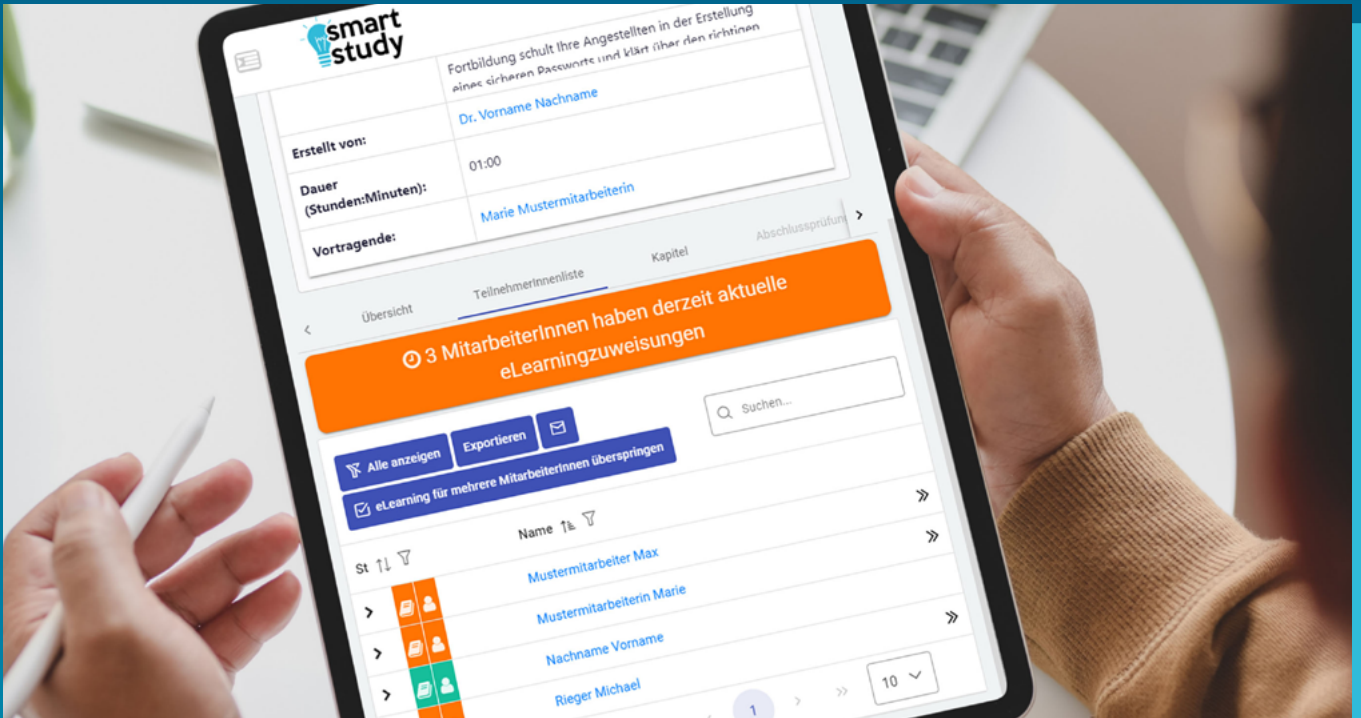 smart
study
Fortbildung schult Ihre Angestellten in der Erstellung
eines sicheren Passworts und klärt über den richtigen
Erstellt von:
Dr. Vorname Nachname
Dauer
(Stunden:Minuten):
01:00
Vortragende:
Marie Mustermitarbeiterin
Übersicht
TeilnehmerInnenliste
Kapitel
Abschlussprüfung
3 MitarbeiterInnen haben derzeit aktuelle
eLearningzuweisungen
Alle anzeigen
Exportieren
Suchen...
eLearning für mehrere MitarbeiterInnen überspringen
St
Name
Mustermitarbeiter Max
Mustermitarbeiterin Marie
Nachname Vorname
Rieger Michael
1
10